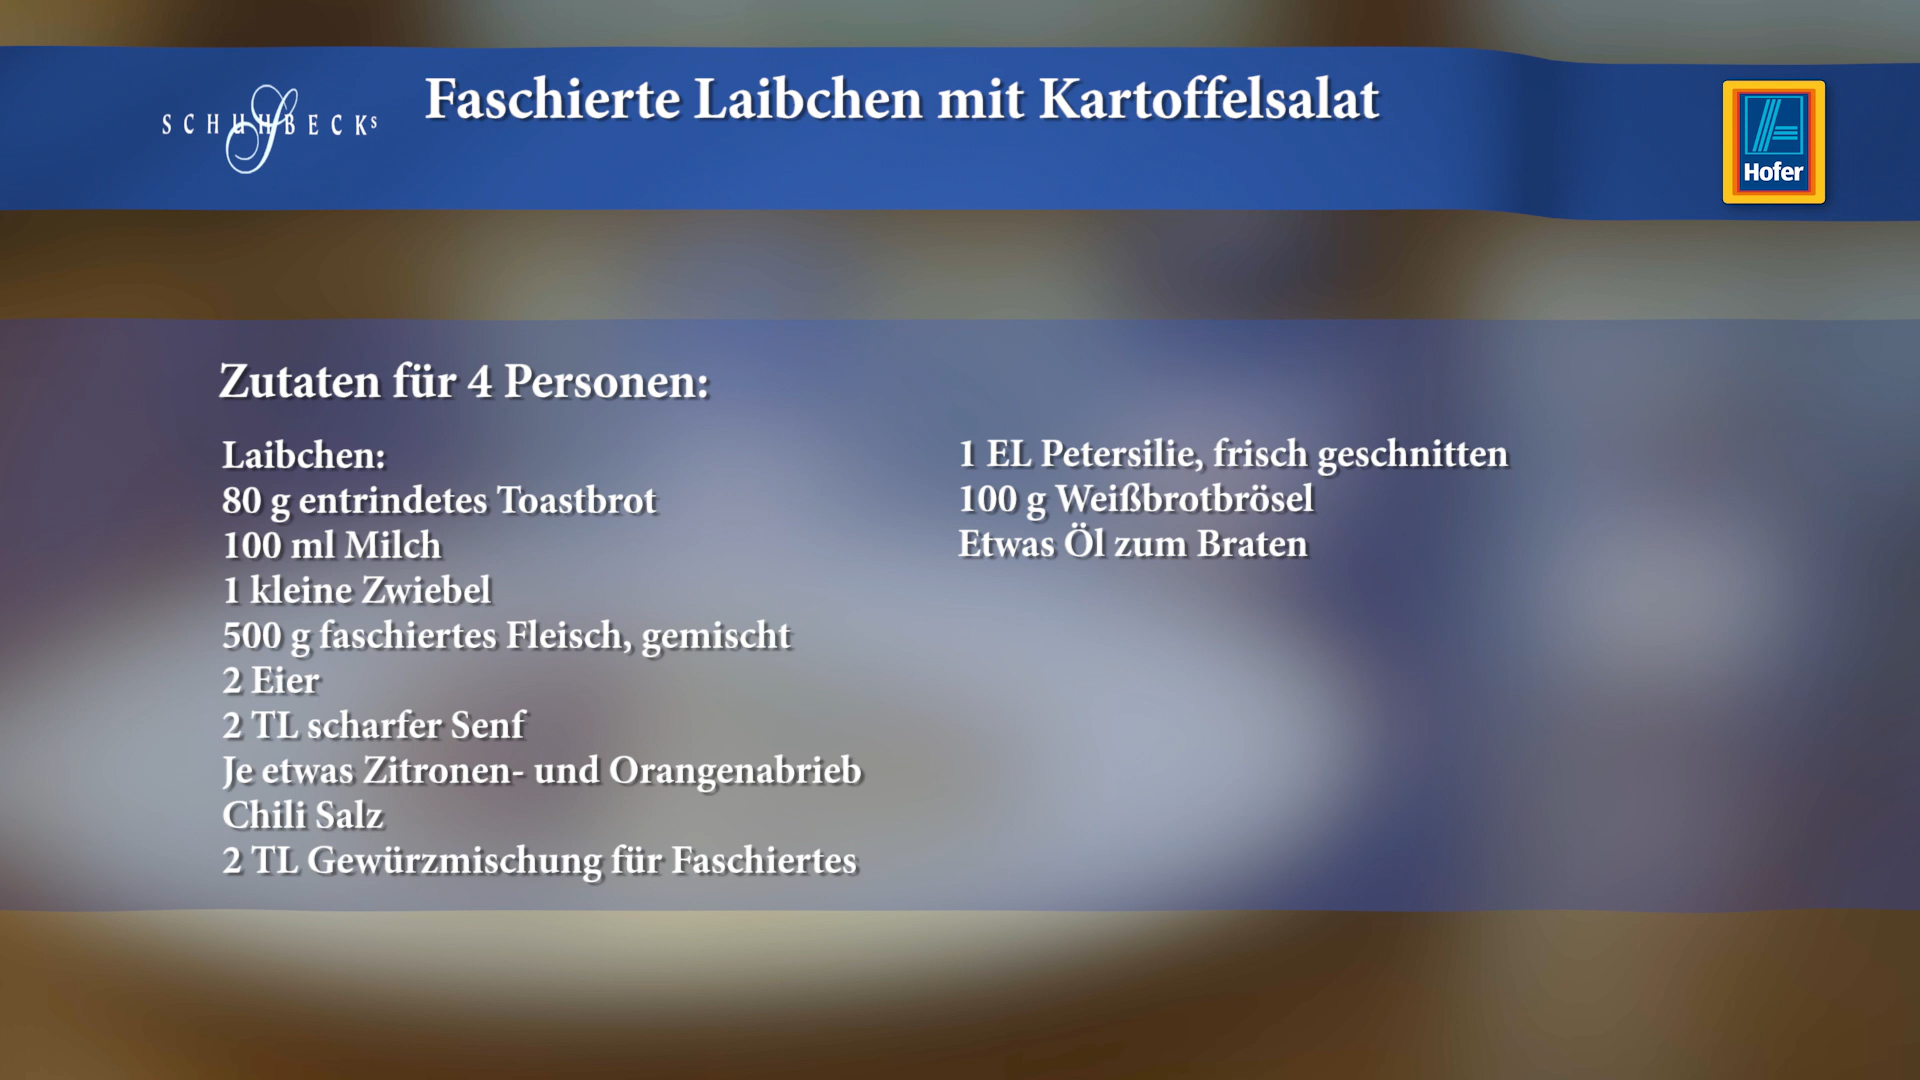 SCHUHBECKs
Faschierte Laibchen mit Kartoffelsalat
Hofer
Zutaten für 4 Personen:
Laibchen:
80 g entrindetes Toastbrot
100 ml Milch
1 kleine Zwiebel
500 g faschiertes Fleisch, gemischt
2 Eier
2 TL scharfer Senf
Je etwas Zitronen- und Orangenabrieb
Chili Salz
2 TL Gewürzmischung für Faschiertes
1 EL Petersilie, frisch geschnitten
100 g Weißbrotbrösel
Etwas Öl zum Braten